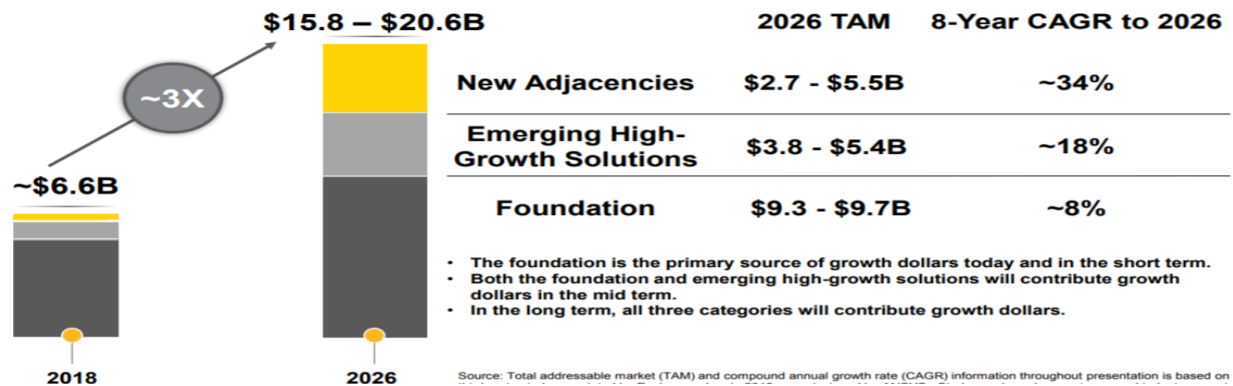 $15.8 – $20.6B
2026 TAM
8-Year CAGR to 2026
~3X
New Adjacencies
$2.7 - $5.5B
~34%
Emerging High-
Growth Solutions
$3.8 - $5.4B
~18%
~$6.6B
Foundation
$9.3 - $9.7B
~8%
• The foundation is the primary source of growth dollars today and in the short term.
• Both the foundation and emerging high-growth solutions will contribute growth
dollars in the mid term.
• In the long term, all three categories will contribute growth dollars.
2018
2026
Source: Total addressable market (TAM) and compound annual growth rate (CAGR) information throughout presentation is based on